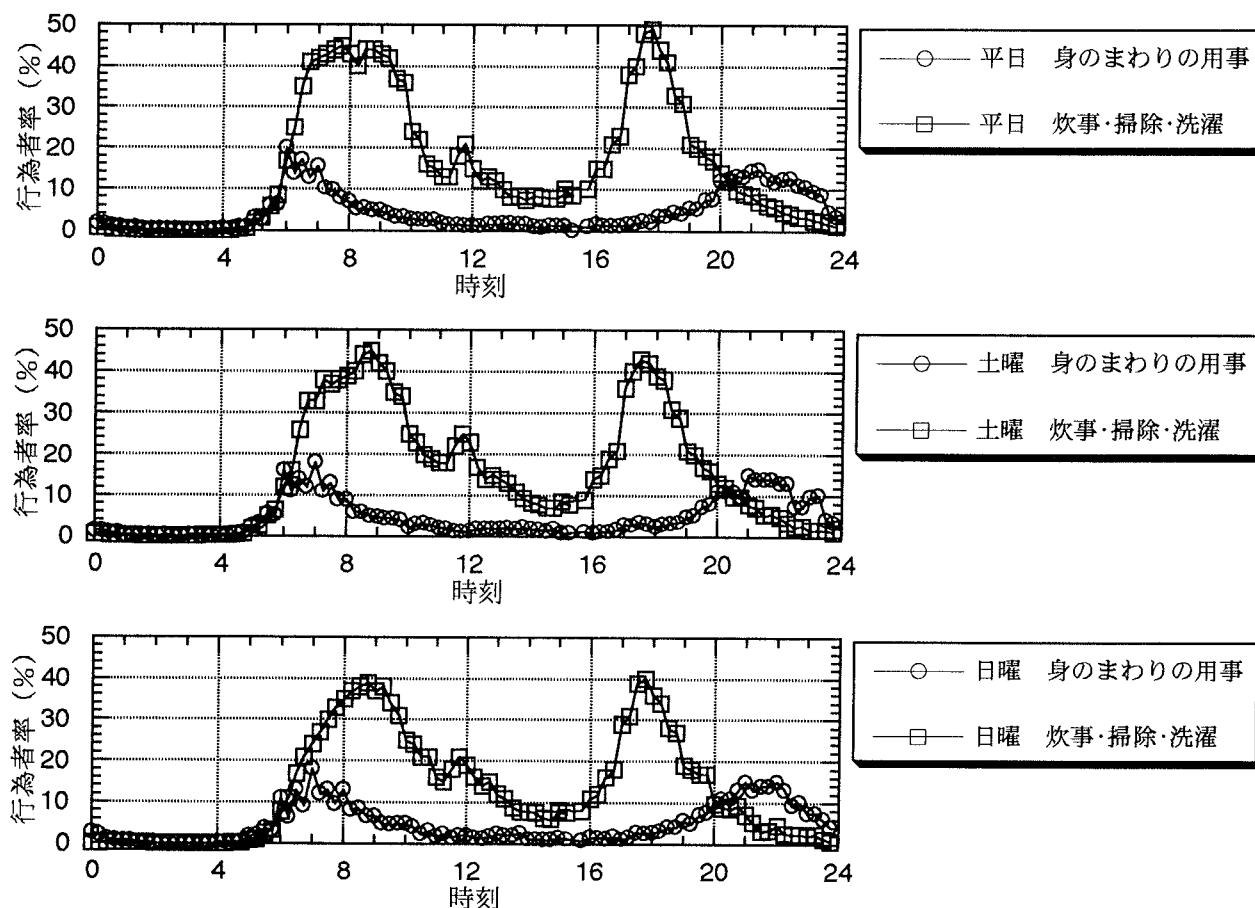 行為者率 (%)
50
40
30
20
10
0
0 4 8 12 16 20 24
時刻
平日 身のまわりの用事
平日 炊事・掃除・洗濯
行為者率 (%)
50
40
30
20
10
0
0 4 8 12 16 20 24
時刻
土曜 身のまわりの用事
土曜 炊事・掃除・洗濯
行為者率 (%)
50
40
30
20
10
0
0 4 8 12 16 20 24
時刻
日曜 身のまわりの用事
日曜 炊事・掃除・洗濯